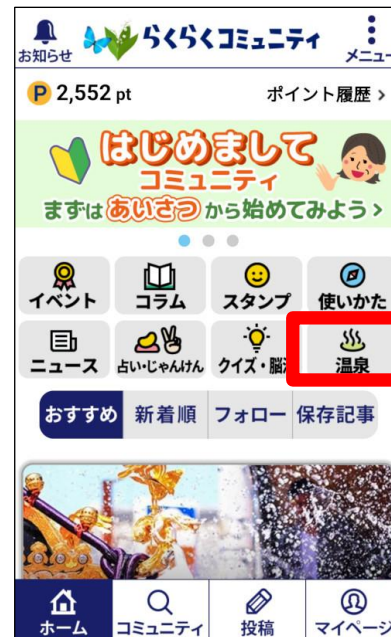 お知らせ
らくらくコミュニティ
メニュー
P 2,552 pt
ポイント履歴 >
はじめまして
コミュニティ
まずは あいさつ から始めてみよう >
イベント コラム スタンプ 使いかた
ニュース 占い・じゃんけん クイズ・脳 温泉
おすすめ 新着順 フォロー 保存記事
ホーム コミュニティ 投稿 マイページ